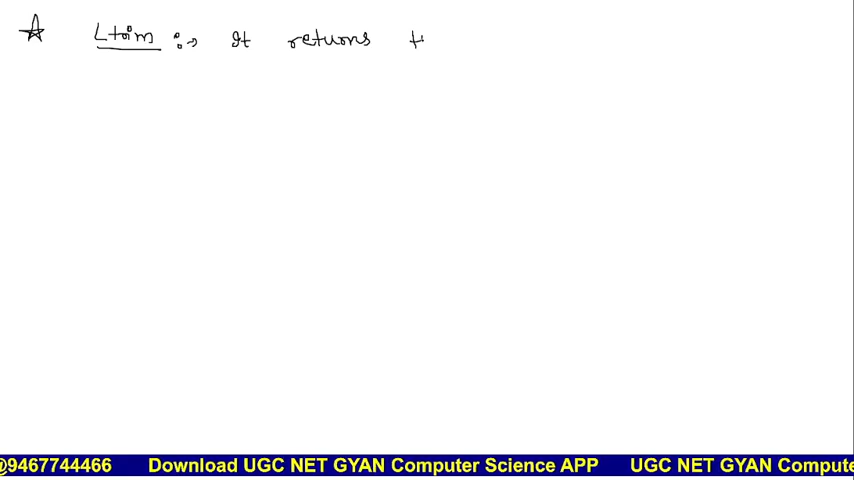 Ltrim :→ It returns
@9467744466 Download UGC NET GYAN Computer Science APP UGC NET GYAN Compute